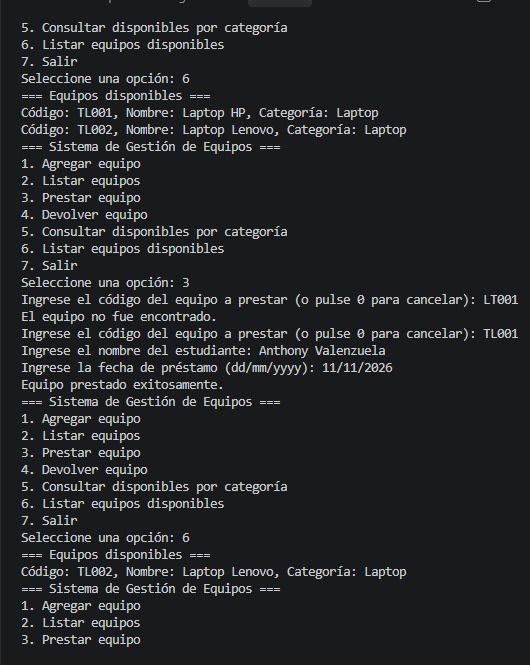 5. Consultar disponibles por categoría
6. Listar equipos disponibles
7. Salir
Seleccione una opción: 6
=== Equipos disponibles ===
Código: TL001, Nombre: Laptop HP, Categoría: Laptop
Código: TL002, Nombre: Laptop Lenovo, Categoría: Laptop
=== Sistema de Gestión de Equipos ===
1. Agregar equipo
2. Listar equipos
3. Prestar equipo
4. Devolver equipo
5. Consultar disponibles por categoría
6. Listar equipos disponibles
7. Salir
Seleccione una opción: 3
Ingrese el código del equipo a prestar (o pulse 0 para cancelar): LT001
El equipo no fue encontrado.
Ingrese el código del equipo a prestar (o pulse 0 para cancelar): TL001
Ingrese el nombre del estudiante: Anthony Valenzuela
Ingrese la fecha de préstamo (dd/mm/yyyy): 11/11/2026
Equipo prestado exitosamente.
=== Sistema de Gestión de Equipos ===
1. Agregar equipo
2. Listar equipos
3. Prestar equipo
4. Devolver equipo
5. Consultar disponibles por categoría
6. Listar equipos disponibles
7. Salir
Seleccione una opción: 6
=== Equipos disponibles ===
Código: TL002, Nombre: Laptop Lenovo, Categoría: Laptop
=== Sistema de Gestión de Equipos ===
1. Agregar equipo
2. Listar equipos
3. Prestar equipo